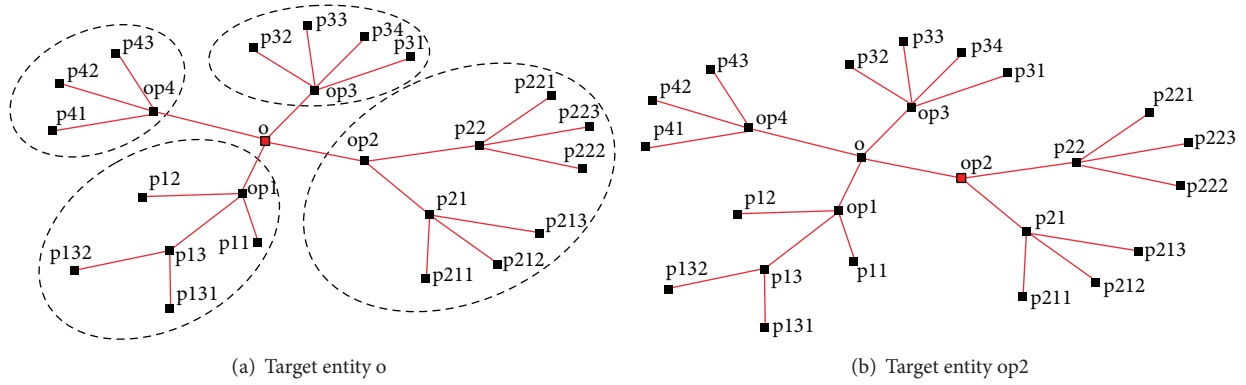 p43
p42
p41
op4
p33
p32
p34
p31
op3
o
op2
p22
p221
p223
p222
p21
p213
p212
p211
op1
p12
p11
p13
p132
p131
(a) Target entity o
p43
p42
p41
op4
p33
p32
p34
p31
op3
o
op2
p22
p221
p223
p222
p21
p213
p212
p211
op1
p12
p11
p13
p132
p131
(b) Target entity op2